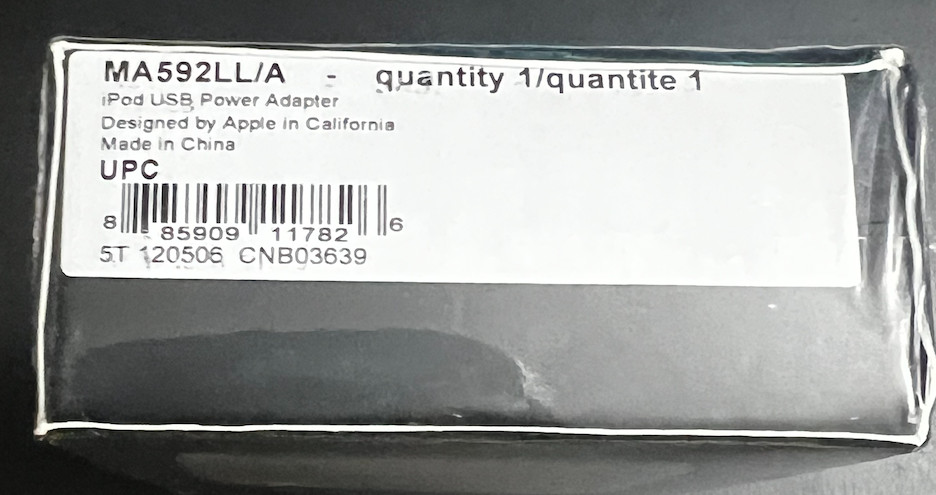 MA592LL/A - quantity 1/quantite 1
iPod USB Power Adapter
Designed by Apple in California
Made in China
UPC
8 85909 11782 6
5T 120506 CNB03639